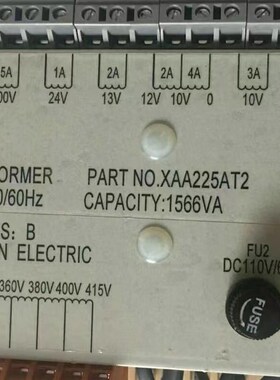 5A 1A 2A 2A 4A 3A
00V 24V 13V 12V 10V 0 10V
ORMER PART NO.XAA225AT2
0/60Hz CAPACITY:1566VA
S: B
N ELECTRIC FU2
DC110V/6
360V 380V 400V 415V
FUSE